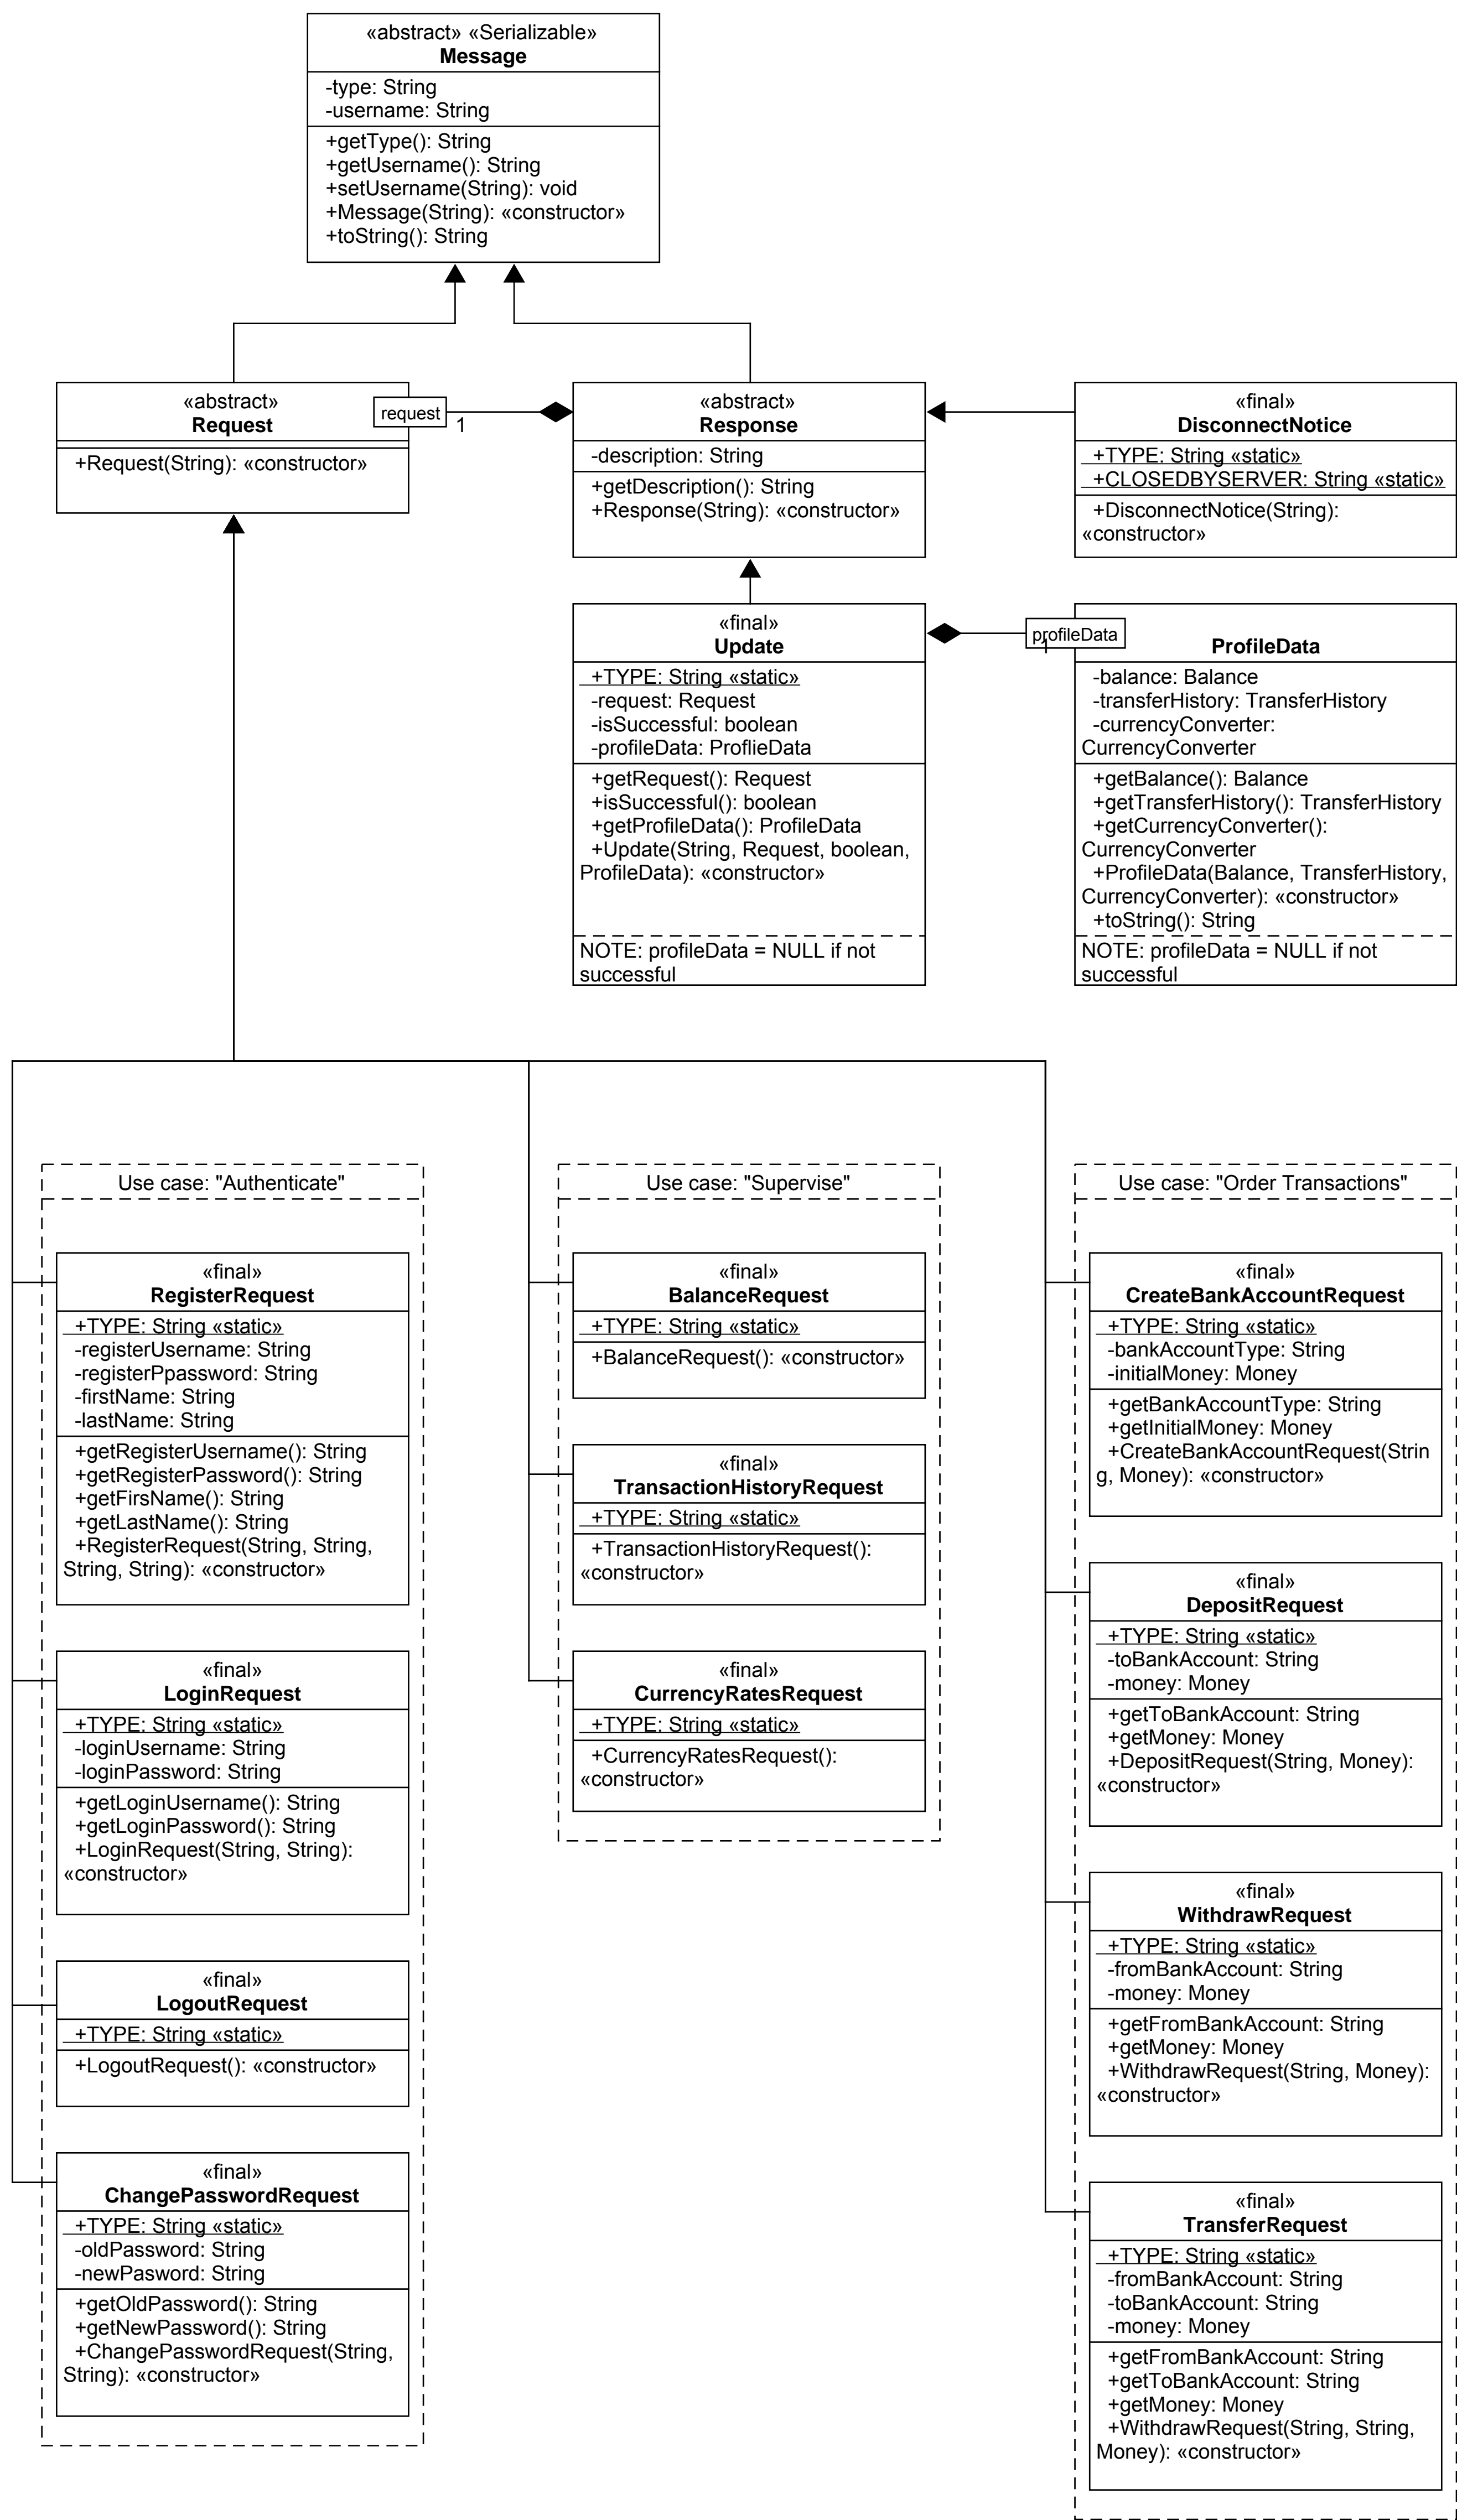 «abstract» «Serializable»
Message
-type: String
-username: String
+getType(): String
+getUsername(): String
+setUsername(String): void
+Message(String): «constructor»
+toString(): String
«abstract»
Request
+Request(String): «constructor»
request
1
«abstract»
Response
-description: String
+getDescription(): String
+Response(String): «constructor»
«final»
DisconnectNotice
+TYPE: String «static»
+CLOSEDBYSERVER: String «static»
+DisconnectNotice(String):
«constructor»
«final»
Update
+TYPE: String «static»
-request: Request
-isSuccessful: boolean
-profileData: ProflieData
+getRequest(): Request
+isSuccessful(): boolean
+getProfileData(): ProfileData
+Update(String, Request, boolean,
ProfileData): «constructor»
NOTE: profileData = NULL if not
successful
profileData
1
ProfileData
-balance: Balance
-transferHistory: TransferHistory
-currencyConverter:
CurrencyConverter
+getBalance(): Balance
+getTransferHistory(): TransferHistory
+getCurrencyConverter():
CurrencyConverter
+ProfileData(Balance, TransferHistory,
CurrencyConverter): «constructor»
+toString(): String
NOTE: profileData = NULL if not
successful
Use case: "Authenticate"
«final»
RegisterRequest
+TYPE: String «static»
-registerUsername: String
-registerPpassword: String
-firstName: String
-lastName: String
+getRegisterUsername(): String
+getRegisterPassword(): String
+getFirsName(): String
+getLastName(): String
+RegisterRequest(String, String,
String, String): «constructor»
«final»
LoginRequest
+TYPE: String «static»
-loginUsername: String
-loginPassword: String
+getLoginUsername(): String
+getLoginPassword(): String
+LoginRequest(String, String):
«constructor»
«final»
LogoutRequest
+TYPE: String «static»
+LogoutRequest(): «constructor»
«final»
ChangePasswordRequest
+TYPE: String «static»
-oldPassword: String
-newPasword: String
+getOldPassword(): String
+getNewPassword(): String
+ChangePasswordRequest(String,
String): «constructor»
Use case: "Supervise"
«final»
BalanceRequest
+TYPE: String «static»
+BalanceRequest(): «constructor»
«final»
TransactionHistoryRequest
+TYPE: String «static»
+TransactionHistoryRequest():
«constructor»
«final»
CurrencyRatesRequest
+TYPE: String «static»
+CurrencyRatesRequest():
«constructor»
Use case: "Order Transactions"
«final»
CreateBankAccountRequest
+TYPE: String «static»
-bankAccountType: String
-initialMoney: Money
+getBankAccountType: String
+getInitialMoney: Money
+CreateBankAccountRequest(Strin
g, Money): «constructor»
«final»
DepositRequest
+TYPE: String «static»
-toBankAccount: String
-money: Money
+getToBankAccount: String
+getMoney: Money
+DepositRequest(String, Money):
«constructor»
«final»
WithdrawRequest
+TYPE: String «static»
-fromBankAccount: String
-money: Money
+getFromBankAccount: String
+getMoney: Money
+WithdrawRequest(String, Money):
«constructor»
«final»
TransferRequest
+TYPE: String «static»
-fromBankAccount: String
-toBankAccount: String
-money: Money
+getFromBankAccount: String
+getToBankAccount: String
+getMoney: Money
+WithdrawRequest(String, String,
Money): «constructor»